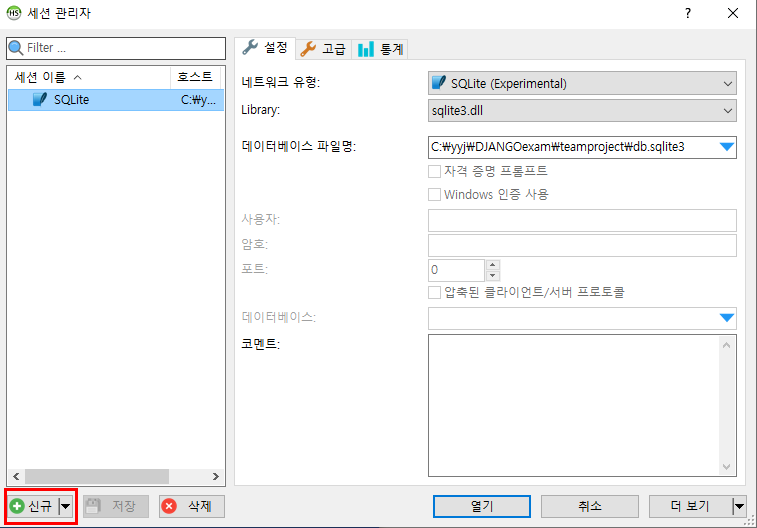 HS 세션 관리자
Filter ...
세션 이름 호스트
SQLite C:₩y...
신규 저장 삭제
설정 고급 통계
네트워크 유형: SQLite (Experimental)
Library: sqlite3.dll
데이터베이스 파일명: C:₩yyj₩DJANGOexam₩teamproject₩db.sqlite3
자격 증명 프롬프트
Windows 인증 사용
사용자:
암호:
포트: 0
압축된 클라이언트/서버 프로토콜
데이터베이스:
코멘트:
열기 취소 더 보기